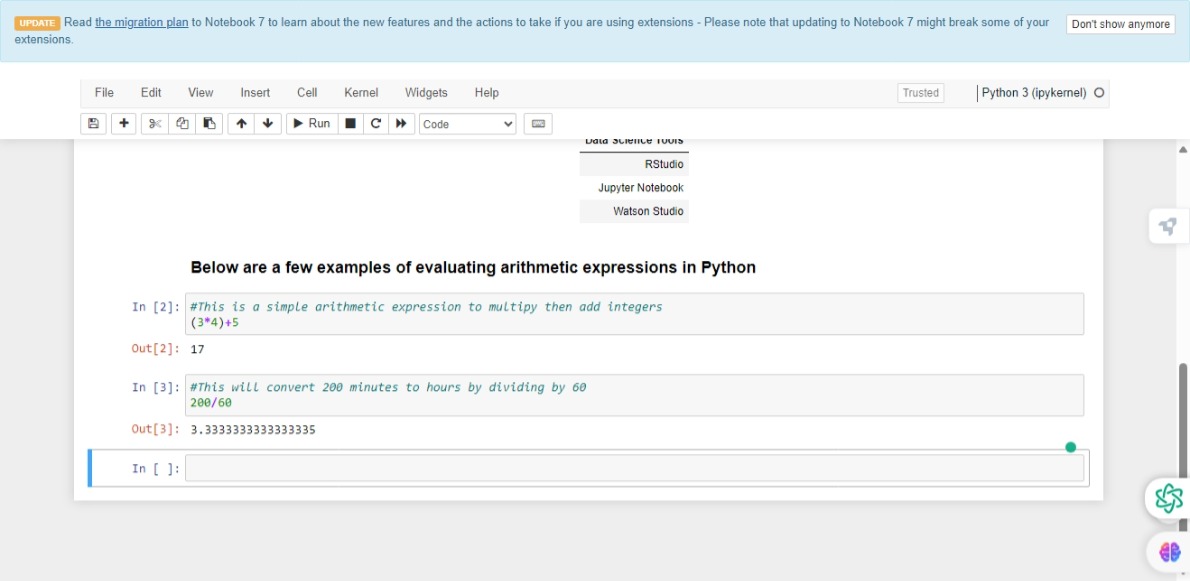 UPDATE Read the migration plan to Notebook 7 to learn about the new features and the actions to take if you are using extensions - Please note that updating to Notebook 7 might break some of your
extensions.
Don't show anymore
File Edit View Insert Cell Kernel Widgets Help Trusted Python 3 (ipykernel)
Run Code
Data Science Tools
RStudio
Jupyter Notebook
Watson Studio
Below are a few examples of evaluating arithmetic expressions in Python
In [2]: #This is a simple arithmetic expression to multipy then add integers
(3*4)+5
Out[2]: 17
In [3]: #This will convert 200 minutes to hours by dividing by 60
200/60
Out[3]: 3.3333333333333335
In [ ]: